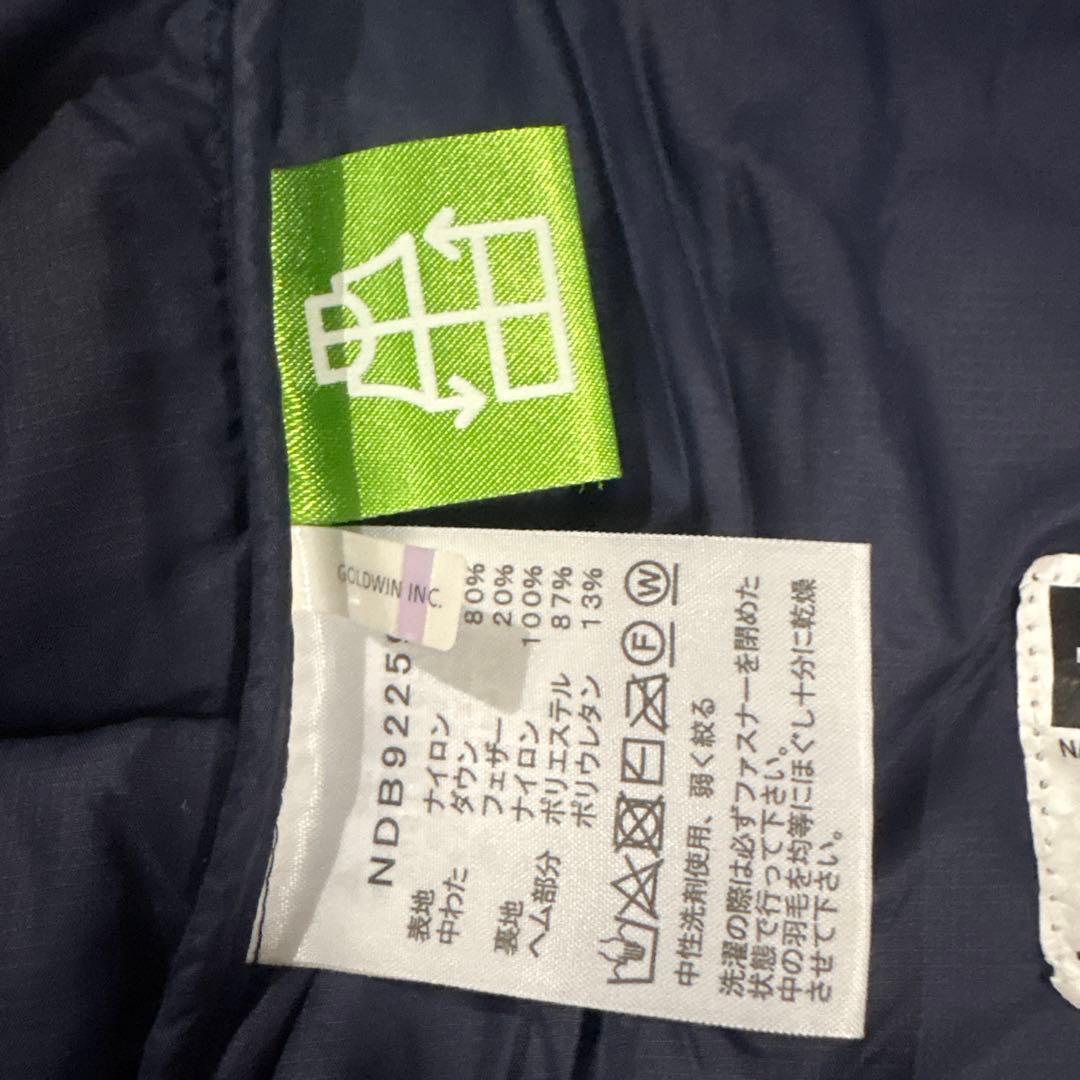 GOLDWIN INC.
NDB9225
表地 ナイロン
中わた ダウン 80%
フェザー 20%
裏地 ナイロン 100%
ヘム部分 ポリエステル 87%
ポリウレタン 13%
F W
中性洗剤使用、弱く絞る
洗濯の際は必ずファスナーを閉めた
状態で行って下さい。
中の羽毛を均等にほぐし十分に乾燥
させて下さい。